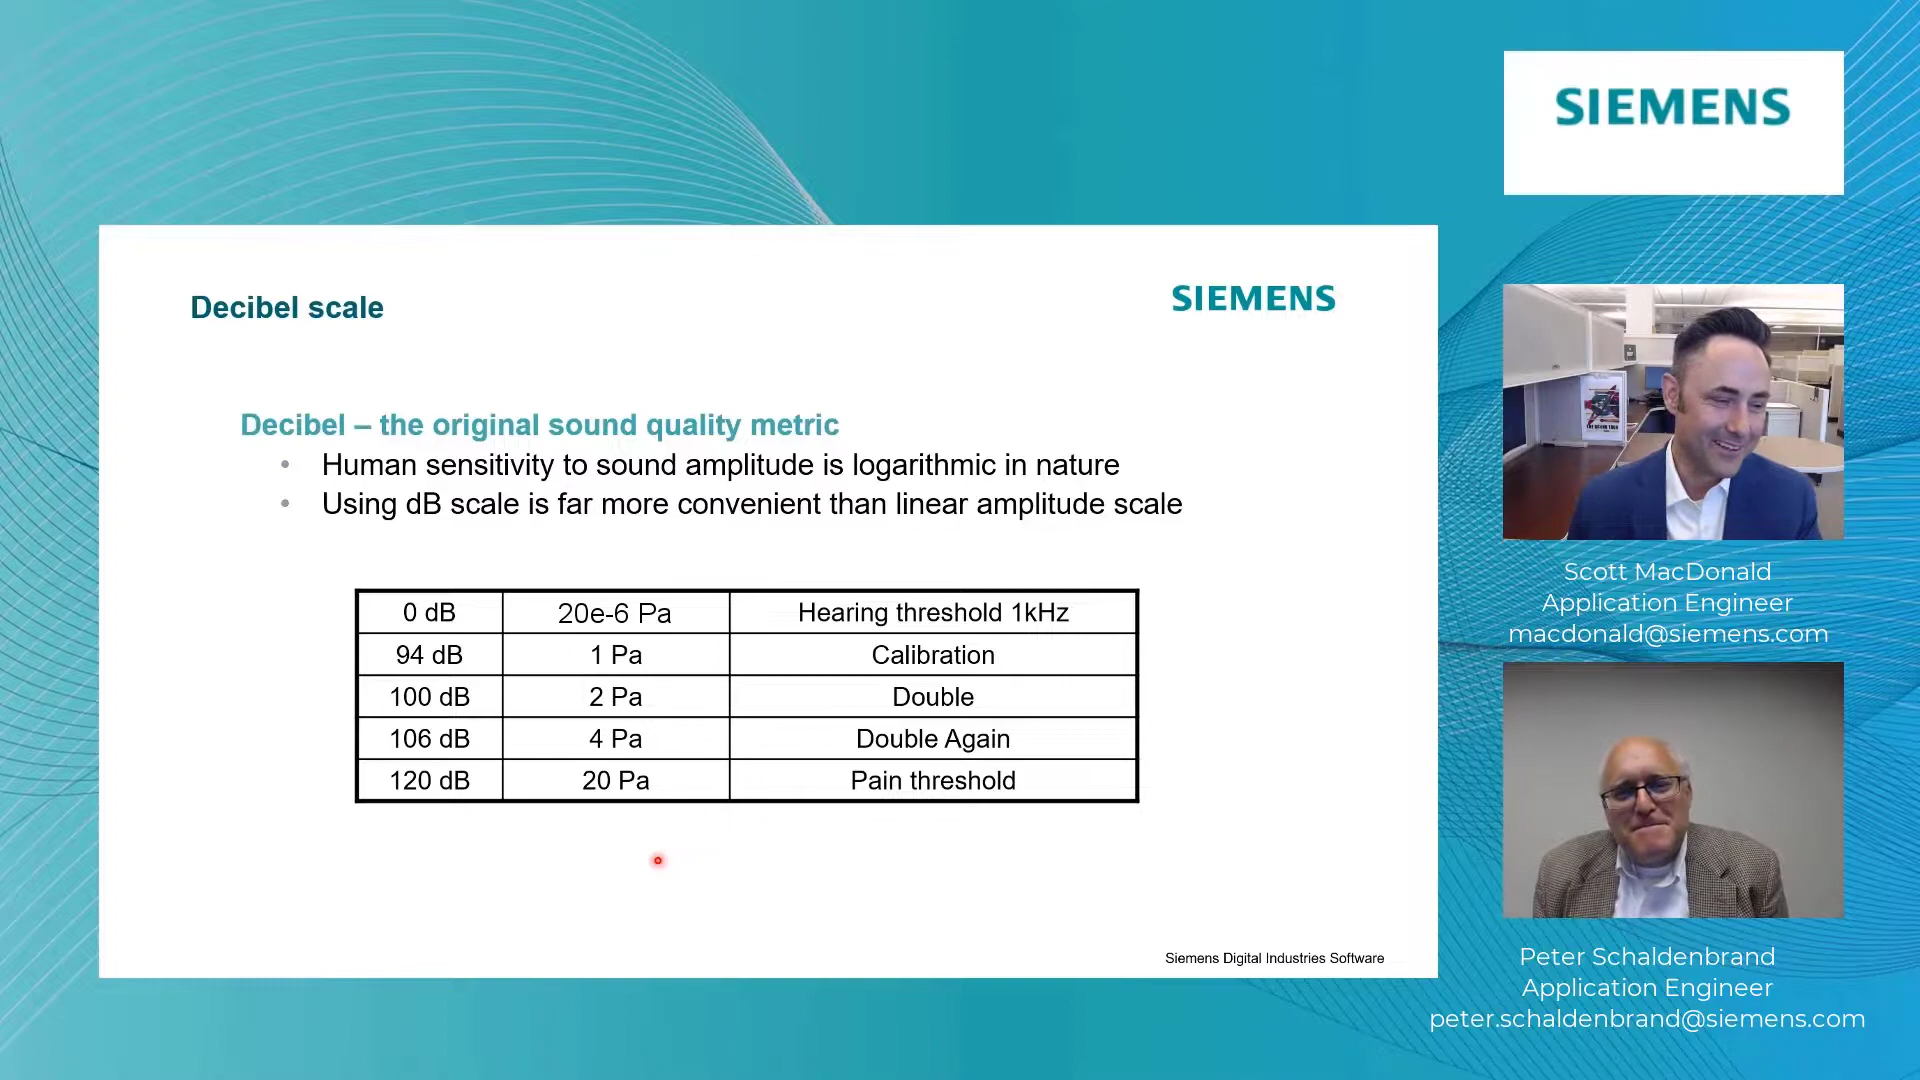 SIEMENS
Decibel scale
SIEMENS
Decibel – the original sound quality metric
• Human sensitivity to sound amplitude is logarithmic in nature
• Using dB scale is far more convenient than linear amplitude scale
0 dB 20e-6 Pa Hearing threshold 1kHz
94 dB 1 Pa Calibration
100 dB 2 Pa Double
106 dB 4 Pa Double Again
120 dB 20 Pa Pain threshold
Siemens Digital Industries Software
Scott MacDonald
Application Engineer
macdonald@siemens.com
Peter Schaldenbrand
Application Engineer
peter.schaldenbrand@siemens.com